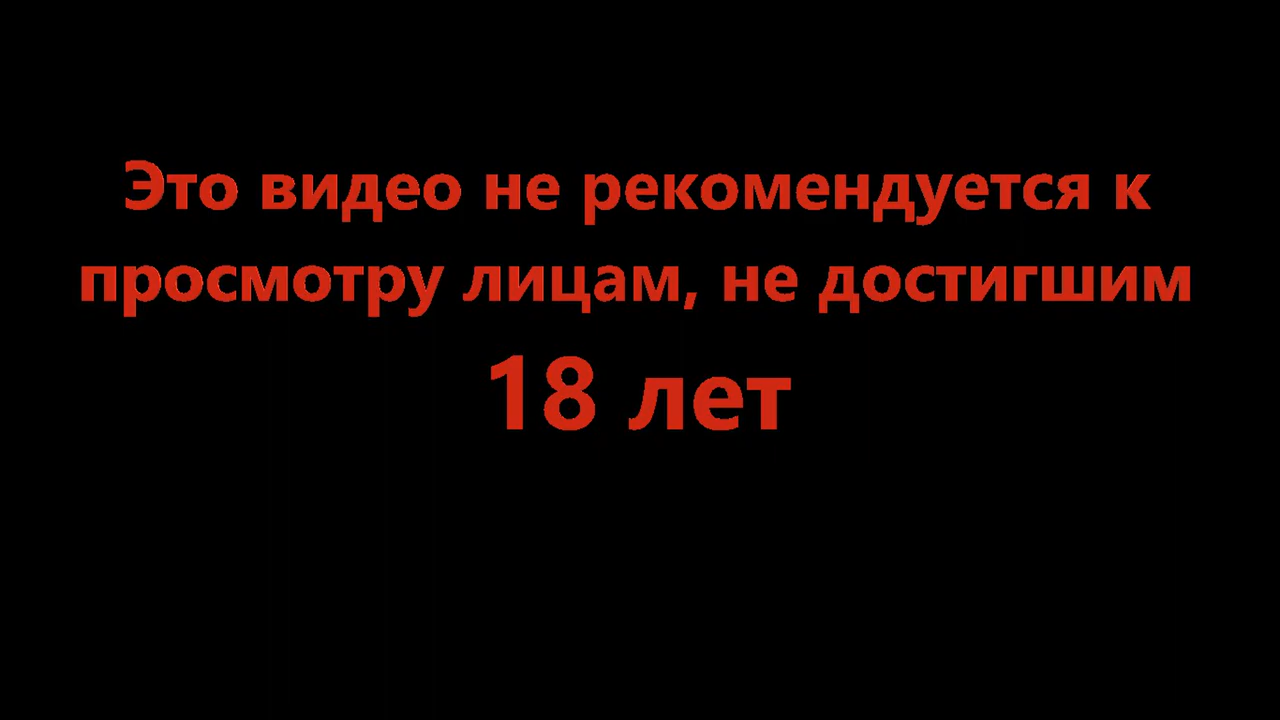 Это видео не рекомендуется к
просмотру лицам, не достигшим
18 лет